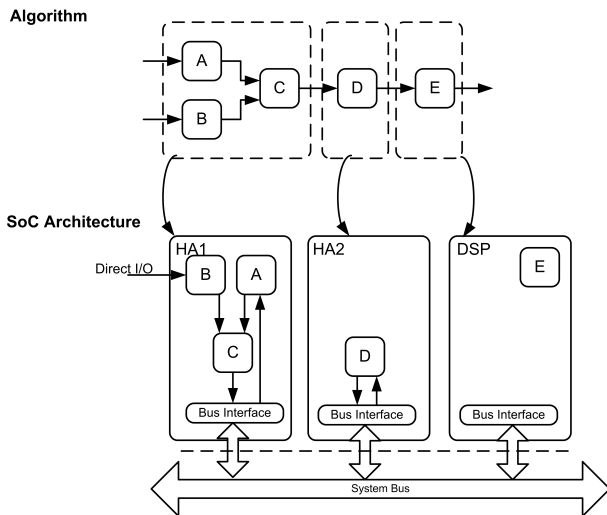 Algorithm
A
B
C
D
E
SoC Architecture
HA1
HA2
DSP
Direct I/O
B
A
E
C
D
Bus Interface
Bus Interface
Bus Interface
System Bus